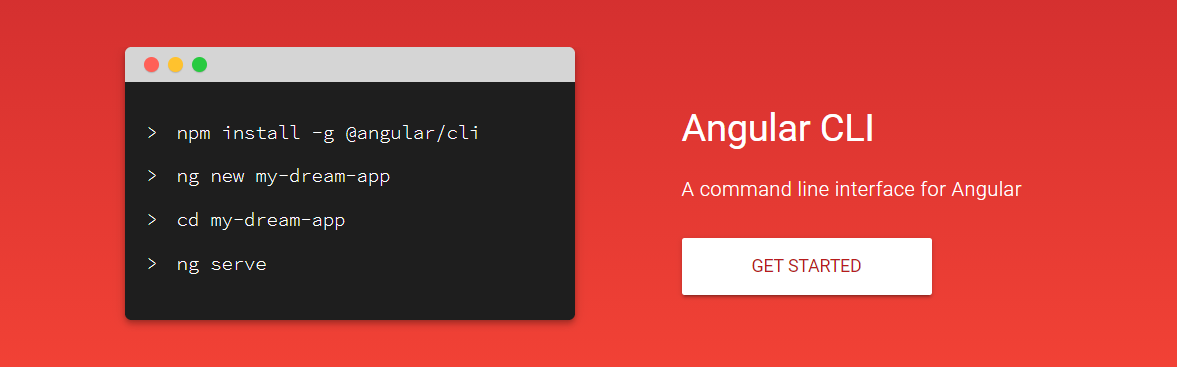 > npm install -g @angular/cli
> ng new my-dream-app
> cd my-dream-app
> ng serve
Angular CLI
A command line interface for Angular
GET STARTED